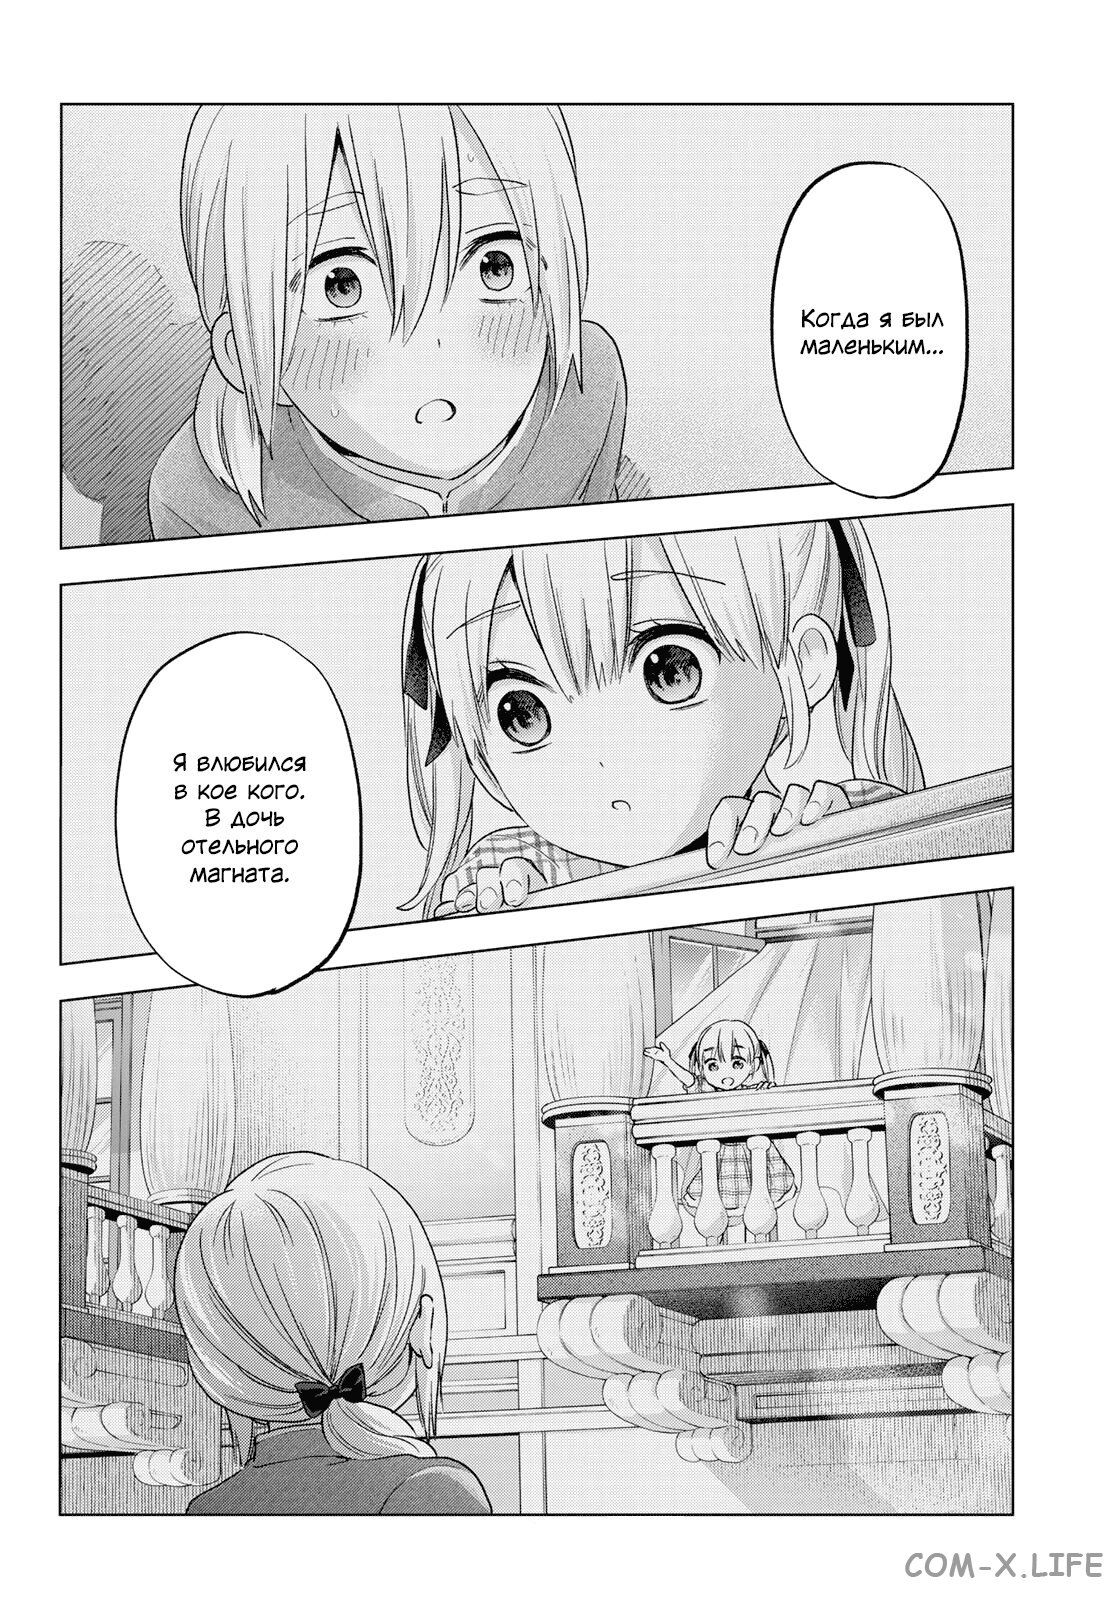 Когда я был
маленьким...
Я влюбился
в кое кого.
В дочь
отельного
магната.
COM-X.LIFE